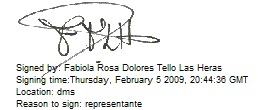 Signed by: Fabiola Rosa Dolores Tello Las Heras
Signing time:Thursday, February 5 2009, 20:44:36 GMT
Location: dms
Reason to sign: representante